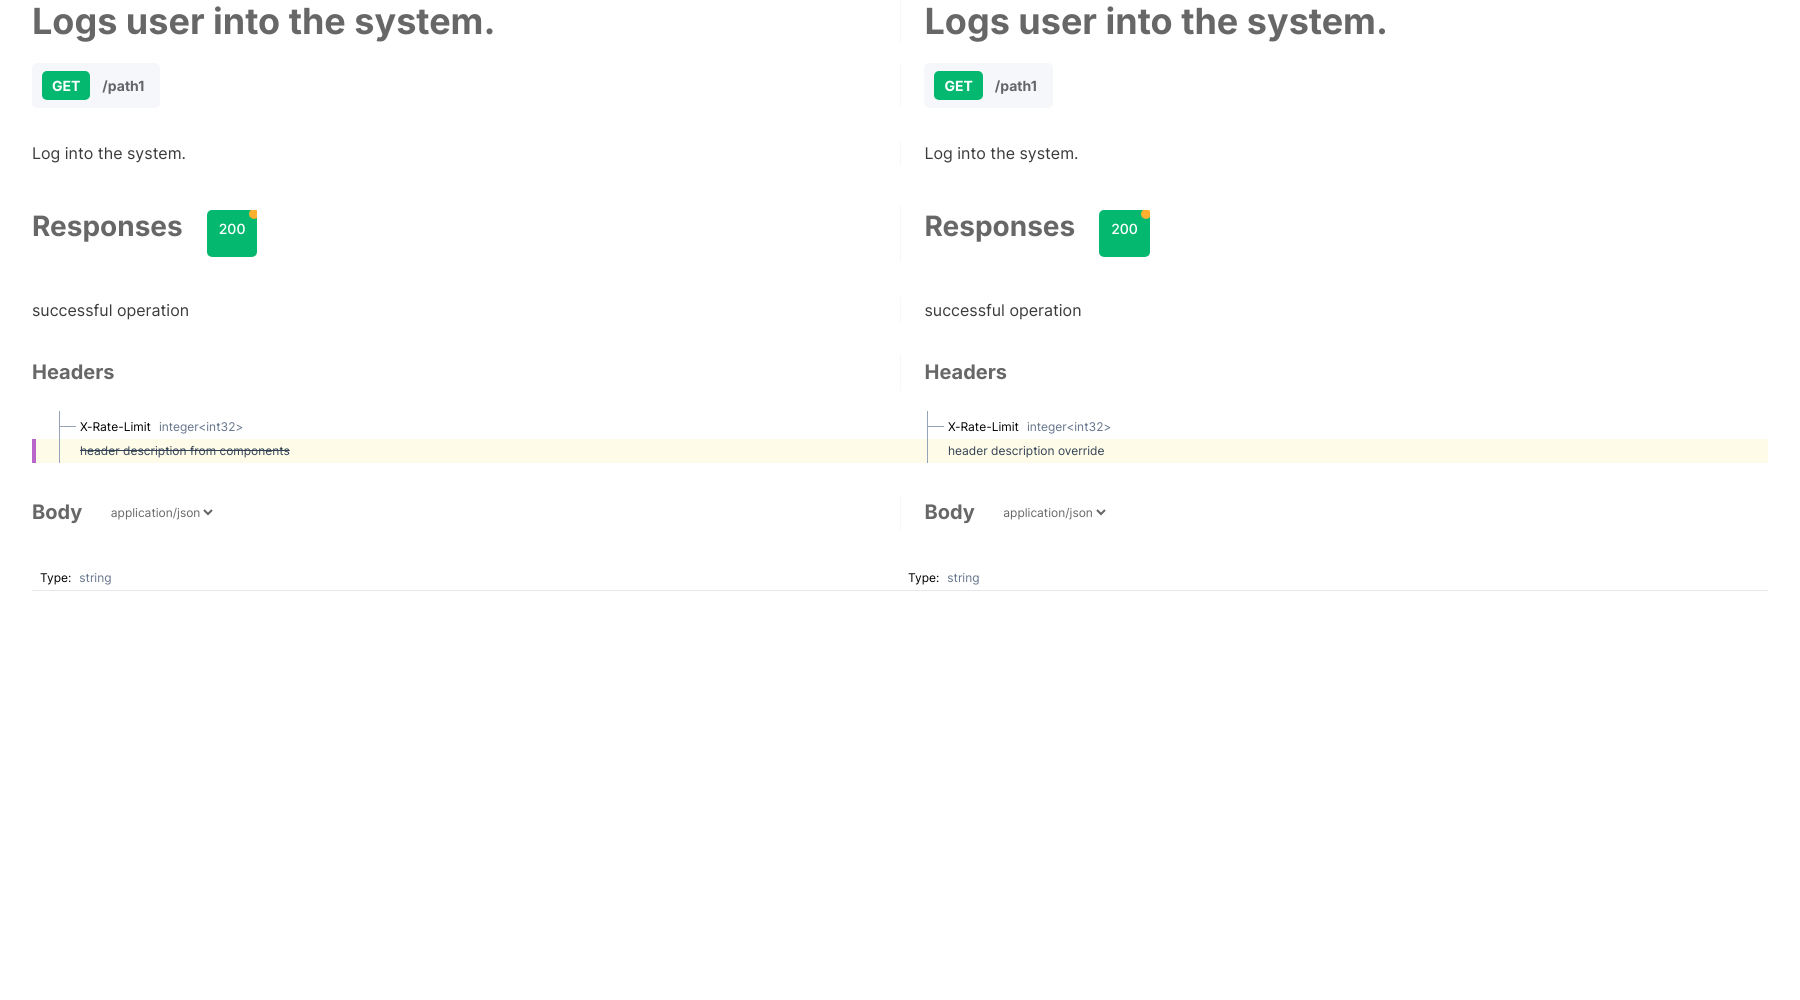 Logs user into the system.
GET /path1
Log into the system.
Responses 200
successful operation
Headers
X-Rate-Limit integer<int32>
header description from components
Body application/json
Type: string
Logs user into the system.
GET /path1
Log into the system.
Responses 200
successful operation
Headers
X-Rate-Limit integer<int32>
header description override
Body application/json
Type: string